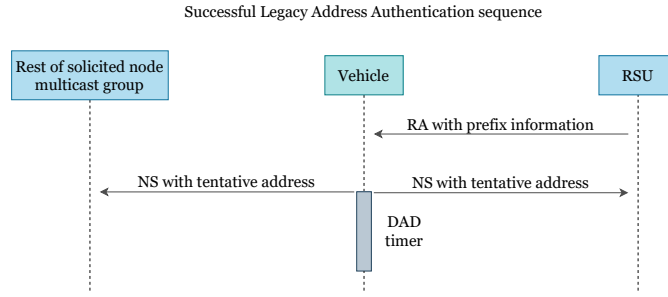 Successful Legacy Address Authentication sequence
Rest of solicited node
multicast group
Vehicle
RSU
RA with prefix information
NS with tentative address
NS with tentative address
DAD
timer